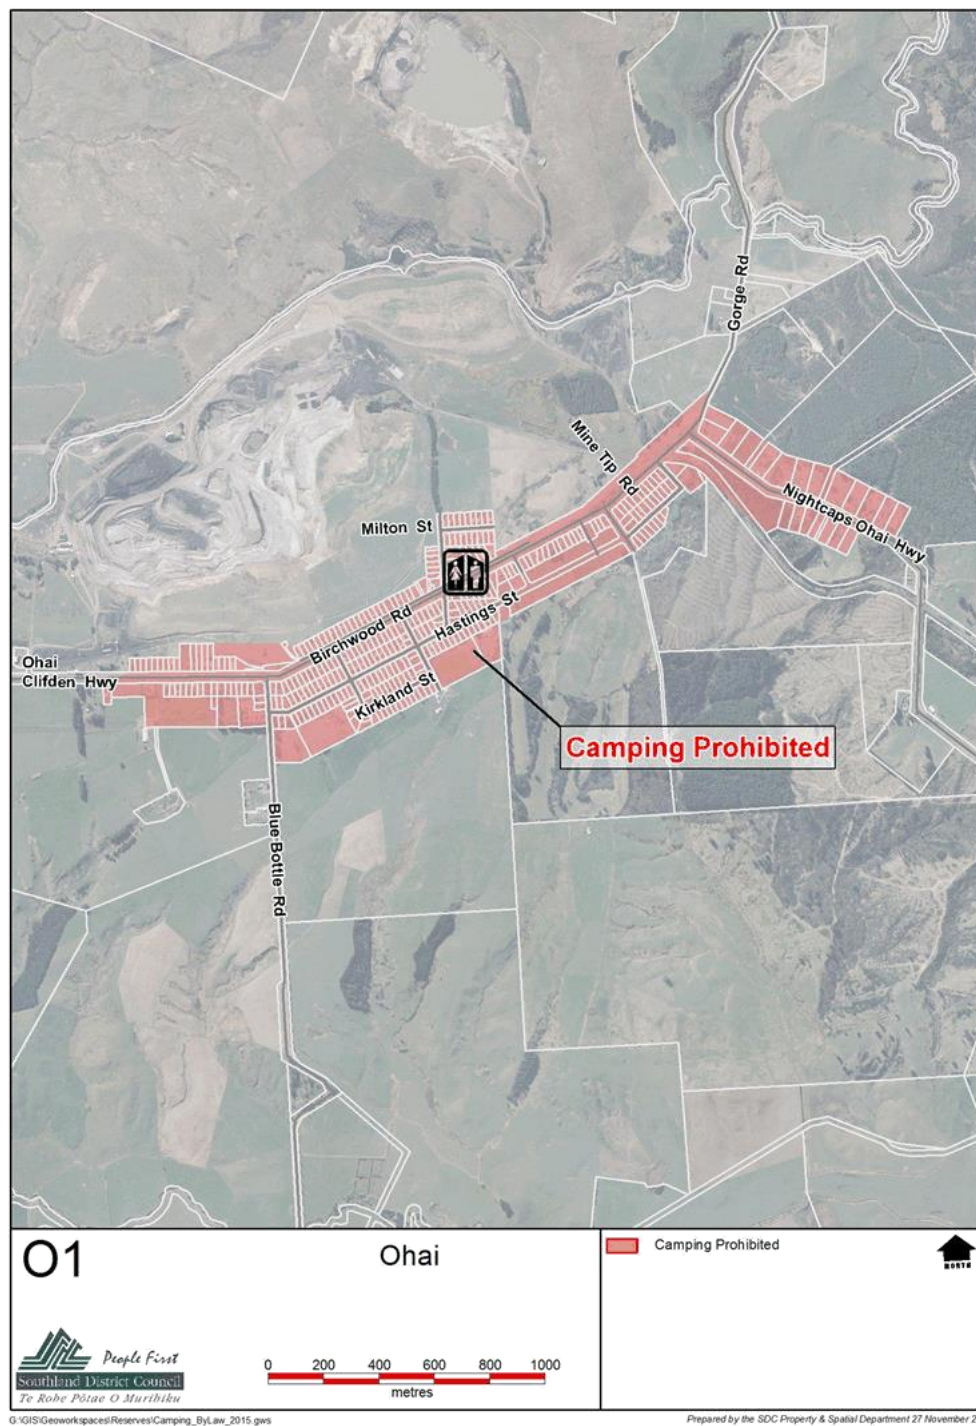 Gorge Rd
Mine Tip Rd
Nightcaps Ohai Hwy
Milton St
Birchwood Rd
Hastings St
Kirkland St
Ohai
Clifden Hwy
Camping Prohibited
Blue Bottle Rd
O1
Ohai
Camping Prohibited
NORTH
People First
Southland District Council
Te Rohe Pōtae O Murihiku
0 200 400 600 800 1000
metres
G:\GIS\Geoworkspaces\Reserves\Camping_ByLaw_2015.gws
Prepared by the SDC Property & Spatial Department 27 November